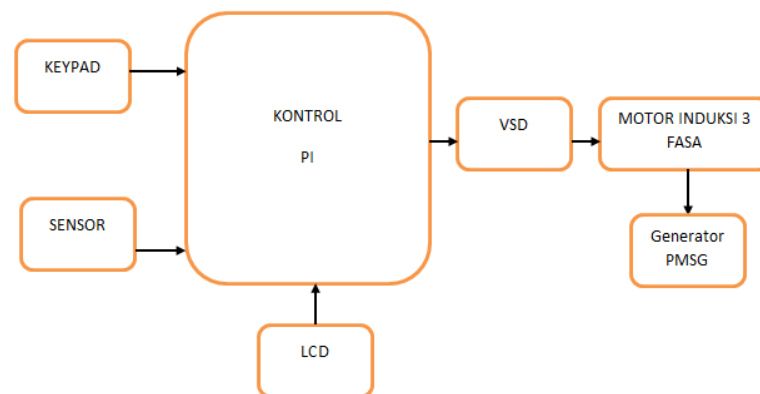 KEYPAD
SENSOR
KONTROL
PI
LCD
VSD
MOTOR INDUKSI 3
FASA
Generator
PMSG